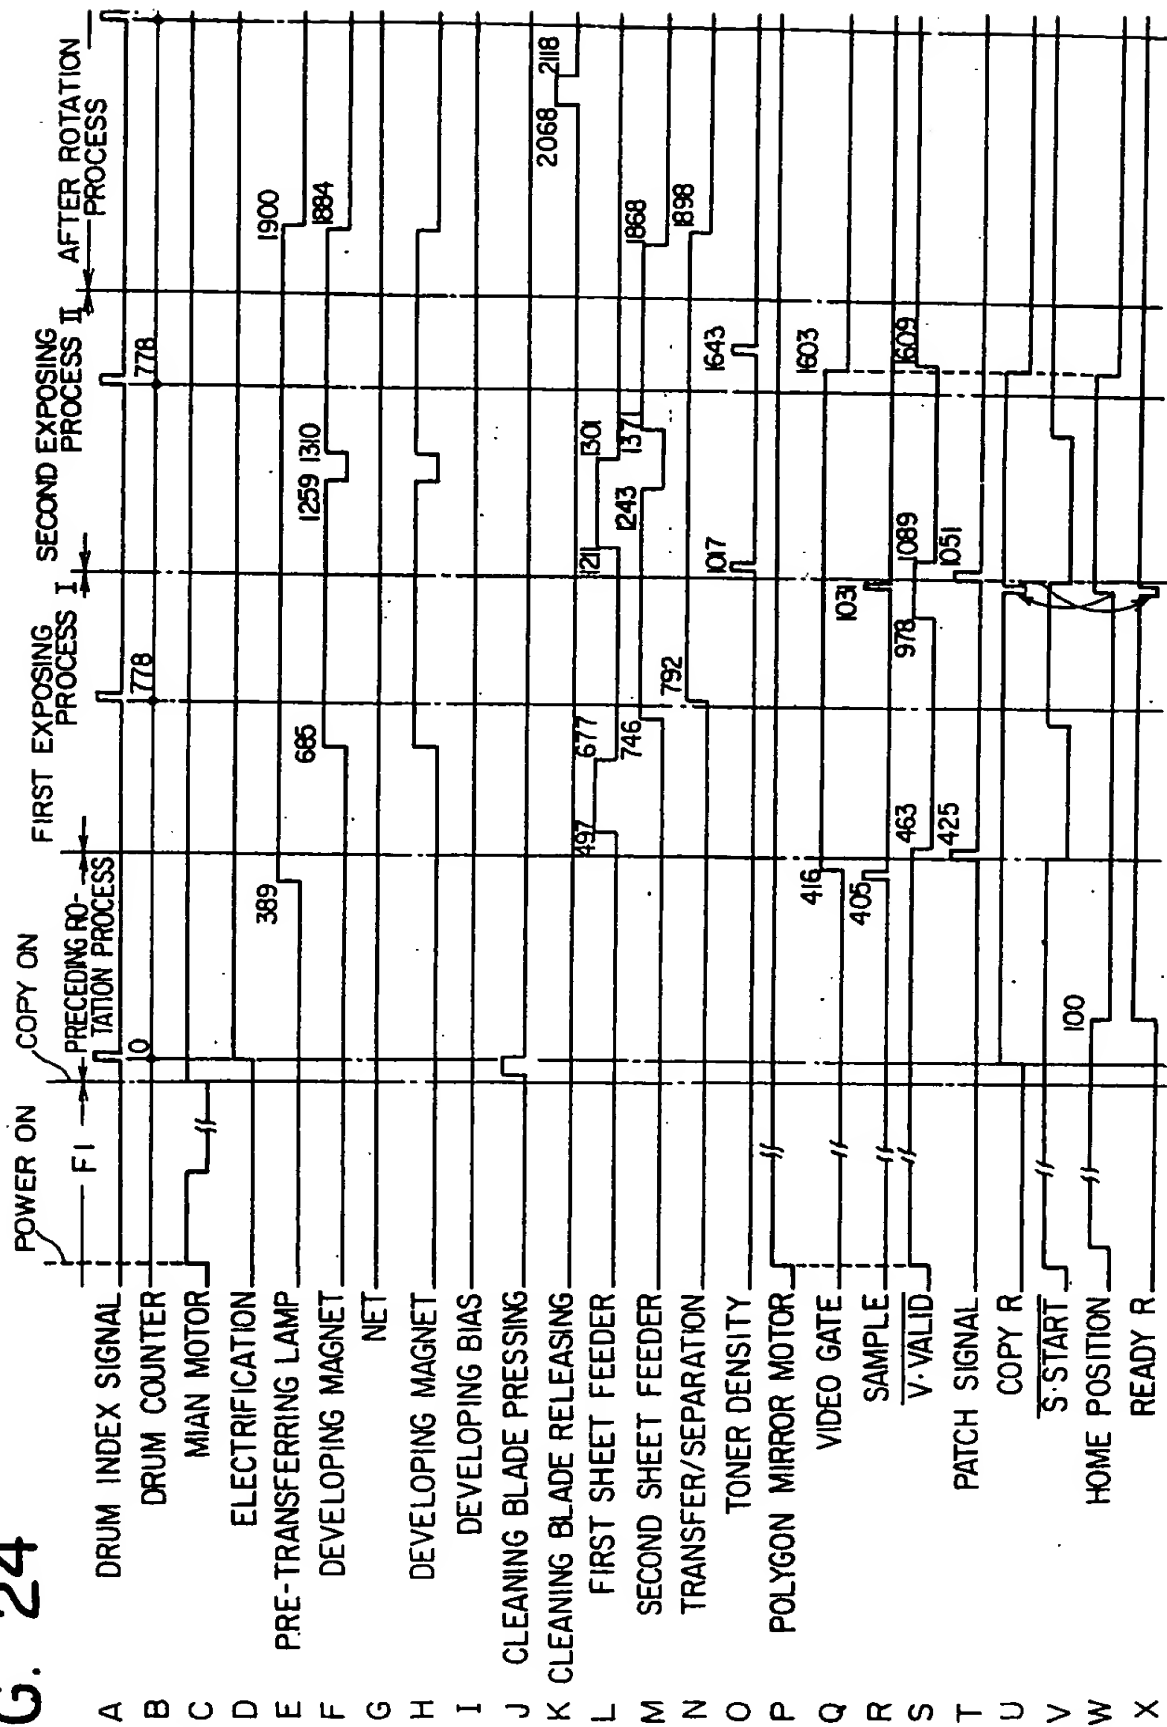 G. 24
POWER ON
COPY ON
F1
PRECEDING RO-
TATION PROCESS
FIRST EXPOSING
PROCESS I
SECOND EXPOSING
PROCESS II
AFTER ROTATION
PROCESS
A DRUM INDEX SIGNAL
B DRUM COUNTER 10 778 778
C MIAN MOTOR
D ELECTRIFICATION
E PRE-TRANSFERRING LAMP 389 1900
F DEVELOPING MAGNET 685 1259 1310 1884
G NET
H DEVELOPING MAGNET
I DEVELOPING BIAS
J CLEANING BLADE PRESSING
K CLEANING BLADE RELEASING 2068 2118
L FIRST SHEET FEEDER 497 677 1211 1301
M SECOND SHEET FEEDER 746 1243 1371 1868
N TRANSFER/SEPARATION 792 1898
O TONER DENSITY 1017 1643
P POLYGON MIRROR MOTOR
Q VIDEO GATE 416 1603
R SAMPLE 405 1031
S V·VALID 463 978 1089 1609
T PATCH SIGNAL 425 1051
U COPY R
V S·START
W HOME POSITION 100
X READY R